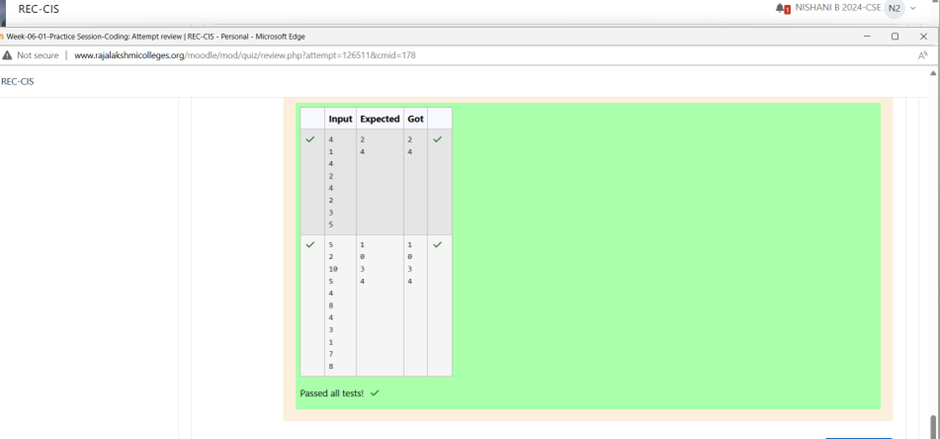 REC-CIS
1 NISHANI B 2024-CSE N2
Week-06-01-Practice Session-Coding: Attempt review | REC-CIS - Personal - Microsoft Edge
Not secure | www.rajalakshmicolleges.org/moodle/mod/quiz/review.php?attempt=126511&cmid=178
REC-CIS
Input Expected Got
4 2 2
1 4 4
4
2
4
2
3
5
5 1 1
2 0 0
10 3 3
5 4 4
4
8
4
3
1
7
8
Passed all tests!